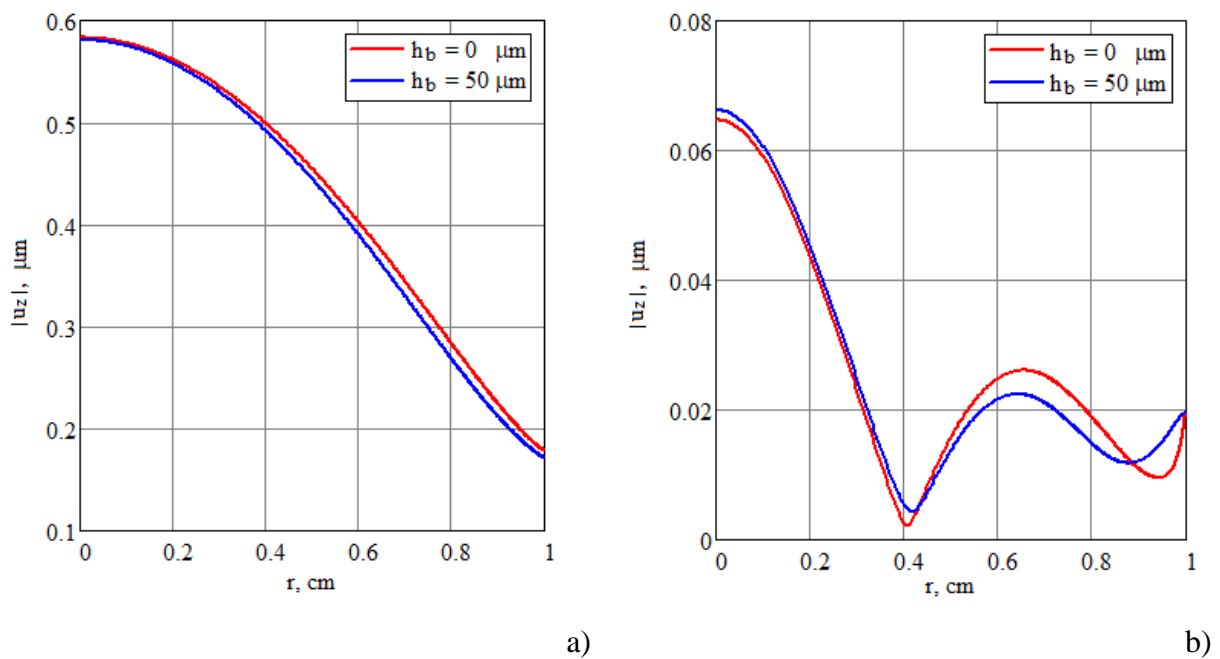 0.6
0.5
0.4
0.3
0.2
0.1
|uz|, μm
0 0.2 0.4 0.6 0.8 1
r, cm
hb = 0 μm
hb = 50 μm
a)
0.08
0.06
0.04
0.02
0
|uz|, μm
0 0.2 0.4 0.6 0.8 1
r, cm
hb = 0 μm
hb = 50 μm
b)